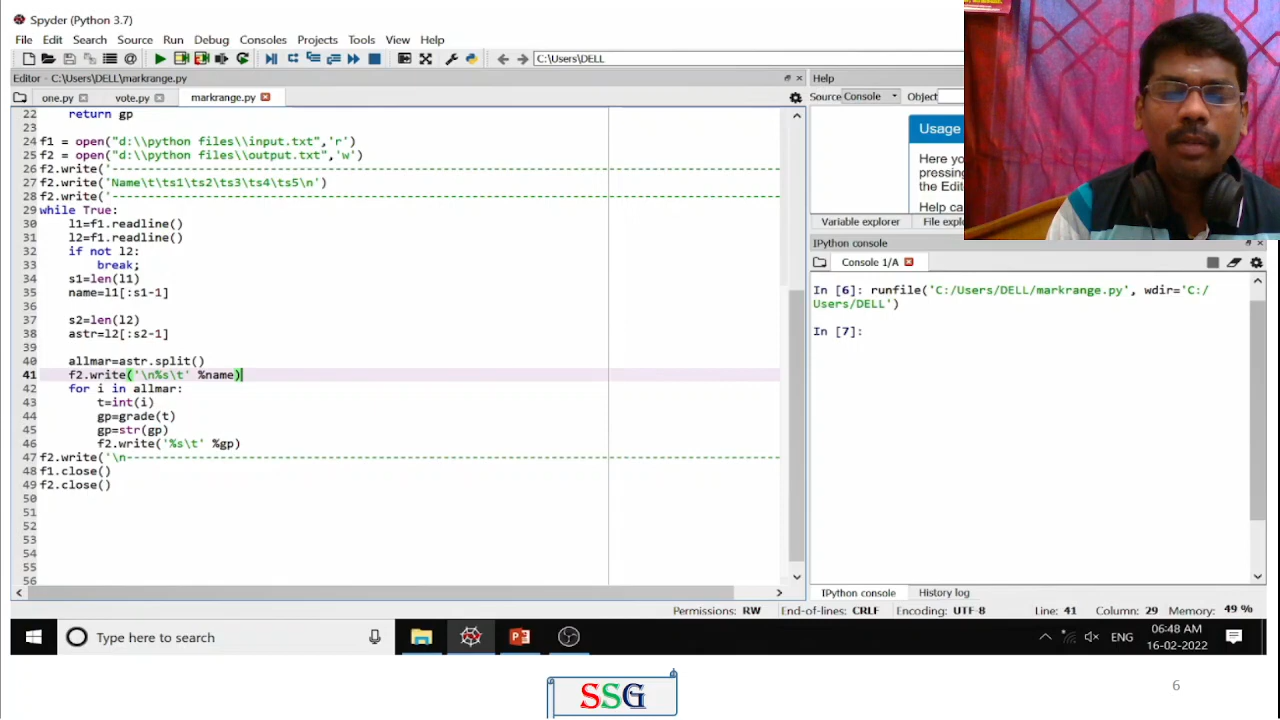 Spyder (Python 3.7)
File Edit Search Source Run Debug Consoles Projects Tools View Help
C:\Users\DELL
Editor - C:\Users\DELL\markrange.py
Help
one.py vote.py markrange.py
Source Console Object
22 return gp
23
24 f1 = open("d:\\python files\\input.txt",'r')
25 f2 = open("d:\\python files\\output.txt",'w')
26 f2.write('------------------------------------------------------------
27 f2.write('Name\t\ts1\ts2\ts3\ts4\ts5\n')
28 f2.write('------------------------------------------------------------
29 while True:
30 l1=f1.readline()
31 l2=f1.readline()
32 if not l2:
33 break;
34 s1=len(l1)
35 name=l1[:s1-1]
36
37 s2=len(l2)
38 astr=l2[:s2-1]
39
40 allmar=astr.split()
41 f2.write('\n%s\t' %name)
42 for i in allmar:
43 t=int(i)
44 gp=grade(t)
45 gp=str(gp)
46 f2.write('%s\t' %gp)
47 f2.write('\n------------------------------------------------------------
48 f1.close()
49 f2.close()
50
51
52
53
54
55
56
Usage
Here yo
pressing
the Edit
Help ca
Variable explorer File explo
IPython console
Console 1/A
In [6]: runfile('C:/Users/DELL/markrange.py', wdir='C:/
Users/DELL')
In [7]:
IPython console History log
Permissions: RW End-of-lines: CRLF Encoding: UTF-8 Line: 41 Column: 29 Memory: 49 %
Type here to search
ENG
06:48 AM
16-02-2022
SSG
6